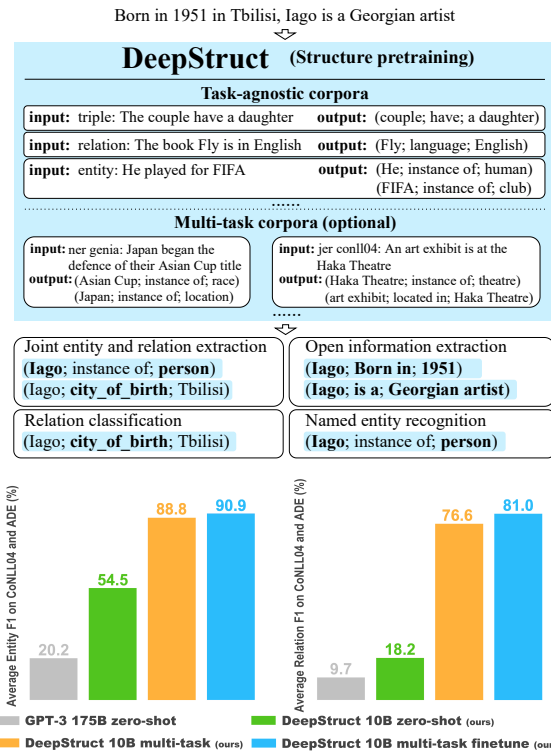 Born in 1951 in Tbilisi, Iago is a Georgian artist
DeepStruct (Structure pretraining)
Task-agnostic corpora
input: triple: The couple have a daughter output: (couple; have; a daughter)
input: relation: The book Fly is in English output: (Fly; language; English)
input: entity: He played for FIFA output: (He; instance of; human)
(FIFA; instance of; club)
......
Multi-task corpora (optional)
input: ner genia: Japan began the
defence of their Asian Cup title
output: (Asian Cup; instance of; race)
(Japan; instance of; location)
input: jer conll04: An art exhibit is at the
Haka Theatre
output: (Haka Theatre; instance of; theatre)
(art exhibit; located in; Haka Theatre)
......
Joint entity and relation extraction
(Iago; instance of; person)
(Iago; city_of_birth; Tbilisi)
Open information extraction
(Iago; Born in; 1951)
(Iago; is a; Georgian artist)
Relation classification
(Iago; city_of_birth; Tbilisi)
Named entity recognition
(Iago; instance of; person)
Average Entity F1 on CoNLL04 and ADE (%)
20.2
54.5
88.8
90.9
Average Relation F1 on CoNLL04 and ADE (%)
9.7
18.2
76.6
81.0
GPT-3 175B zero-shot
DeepStruct 10B zero-shot (ours)
DeepStruct 10B multi-task (ours)
DeepStruct 10B multi-task finetune (our